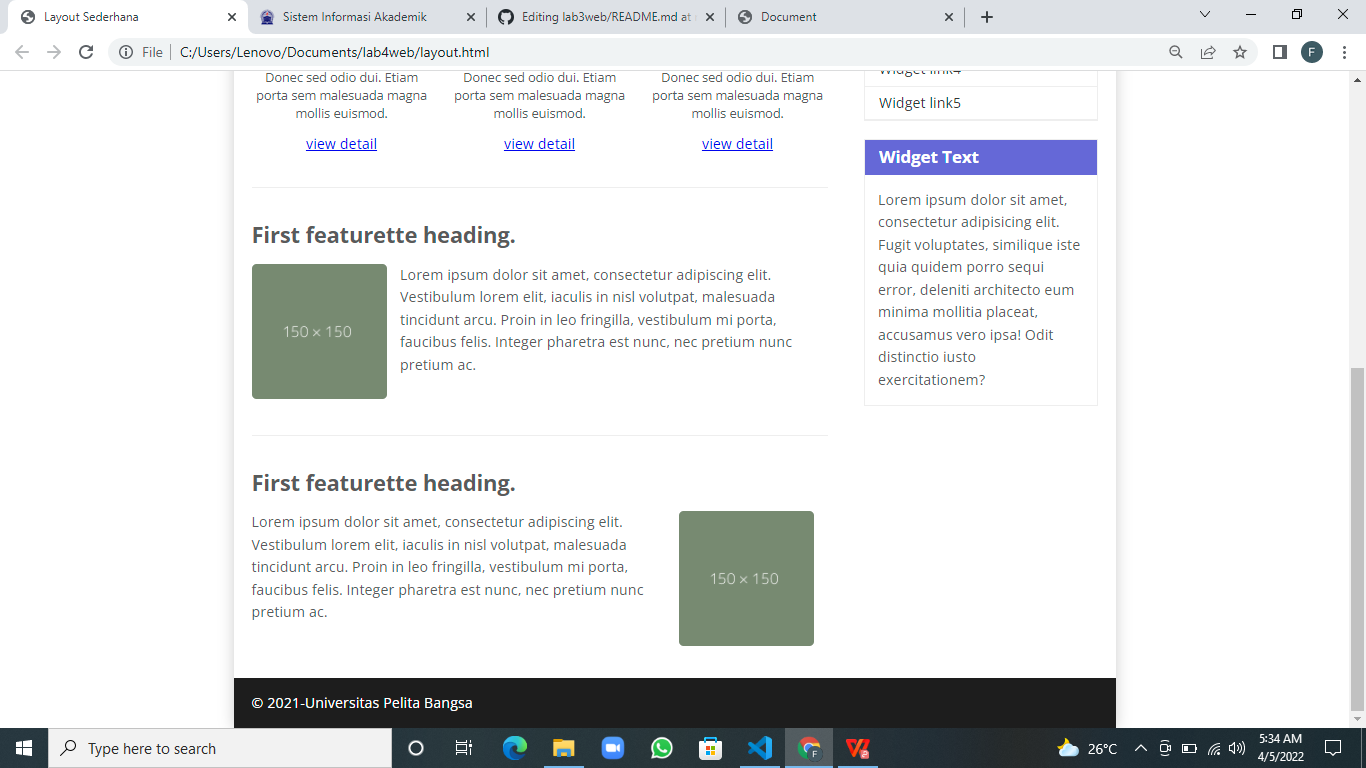 Layout Sederhana
Sistem Informasi Akademik
Editing lab3web/README.md at
Document
File
C:/Users/Lenovo/Documents/lab4web/layout.html
F
Donec sed odio dui. Etiam
porta sem malesuada magna
mollis euismod.
view detail
Donec sed odio dui. Etiam
porta sem malesuada magna
mollis euismod.
view detail
Donec sed odio dui. Etiam
porta sem malesuada magna
mollis euismod.
view detail
First featurette heading.
150 × 150
Lorem ipsum dolor sit amet, consectetur adipiscing elit.
Vestibulum lorem elit, iaculis in nisl volutpat, malesuada
tincidunt arcu. Proin in leo fringilla, vestibulum mi porta,
faucibus felis. Integer pharetra est nunc, nec pretium nunc
pretium ac.
First featurette heading.
Lorem ipsum dolor sit amet, consectetur adipiscing elit.
Vestibulum lorem elit, iaculis in nisl volutpat, malesuada
tincidunt arcu. Proin in leo fringilla, vestibulum mi porta,
faucibus felis. Integer pharetra est nunc, nec pretium nunc
pretium ac.
150 × 150
Widget link4
Widget link5
Widget Text
Lorem ipsum dolor sit amet,
consectetur adipisicing elit.
Fugit voluptates, similique iste
quia quidem porro sequi
error, deleniti architecto eum
minima mollitia placeat,
accusamus vero ipsa! Odit
distinctio iusto
exercitationem?
© 2021-Universitas Pelita Bangsa
Type here to search
F
26°C
5:34 AM
4/5/2022